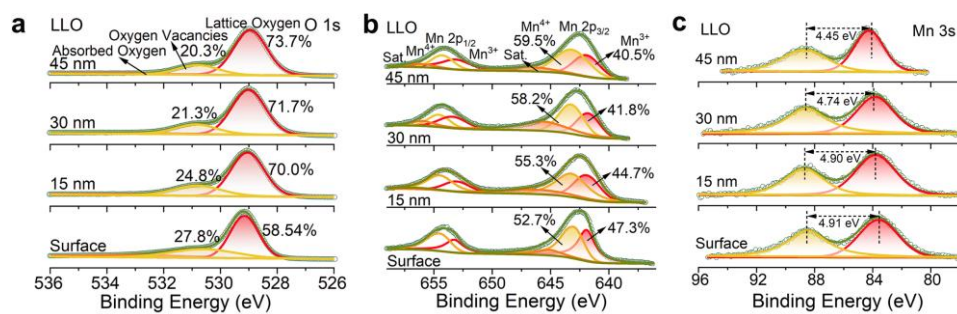 a
LLO
Lattice Oxygen
O 1s
Oxygen Vacancies
Absorbed Oxygen
20.3%
73.7%
45 nm
21.3%
71.7%
30 nm
24.8%
70.0%
15 nm
27.8%
58.54%
Surface
536 534 532 530 528 526
Binding Energy (eV)
b
LLO
Mn 2p1/2
Mn4+
Mn 2p3/2
Sat.
Mn4+
Mn3+
59.5%
Sat.
Mn3+
40.5%
45 nm
58.2%
41.8%
30 nm
55.3%
44.7%
15 nm
52.7%
47.3%
Surface
655 650 645 640
Binding Energy (eV)
c
LLO
Mn 3s
4.45 eV
45 nm
4.74 eV
30 nm
4.90 eV
15 nm
4.91 eV
Surface
96 92 88 84 80
Binding Energy (eV)